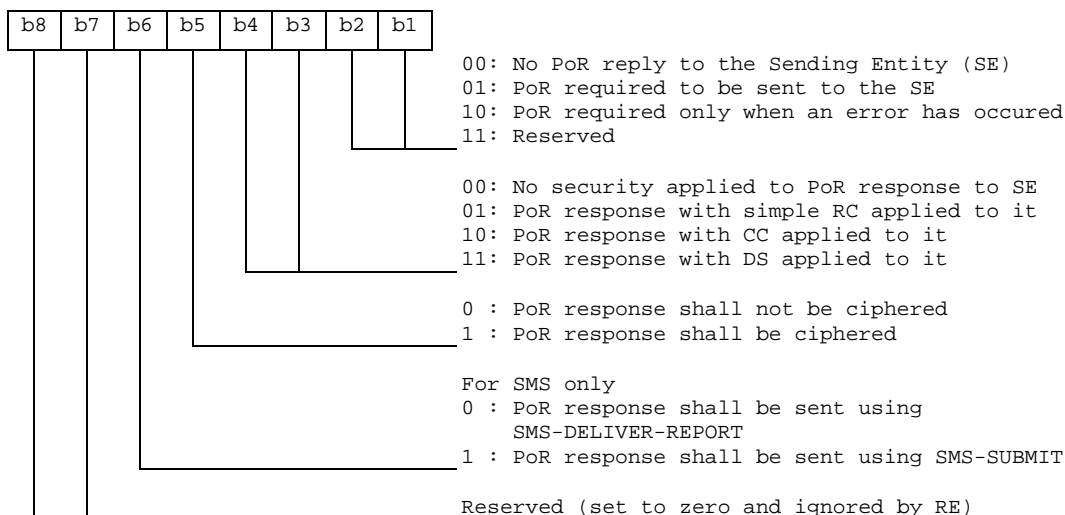 b8 b7 b6 b5 b4 b3 b2 b1
00: No PoR reply to the Sending Entity (SE)
01: PoR required to be sent to the SE
10: PoR required only when an error has occured
11: Reserved
00: No security applied to PoR response to SE
01: PoR response with simple RC applied to it
10: PoR response with CC applied to it
11: PoR response with DS applied to it
0 : PoR response shall not be ciphered
1 : PoR response shall be ciphered
For SMS only
0 : PoR response shall be sent using
SMS-DELIVER-REPORT
1 : PoR response shall be sent using SMS-SUBMIT
Reserved (set to zero and ignored by RE)